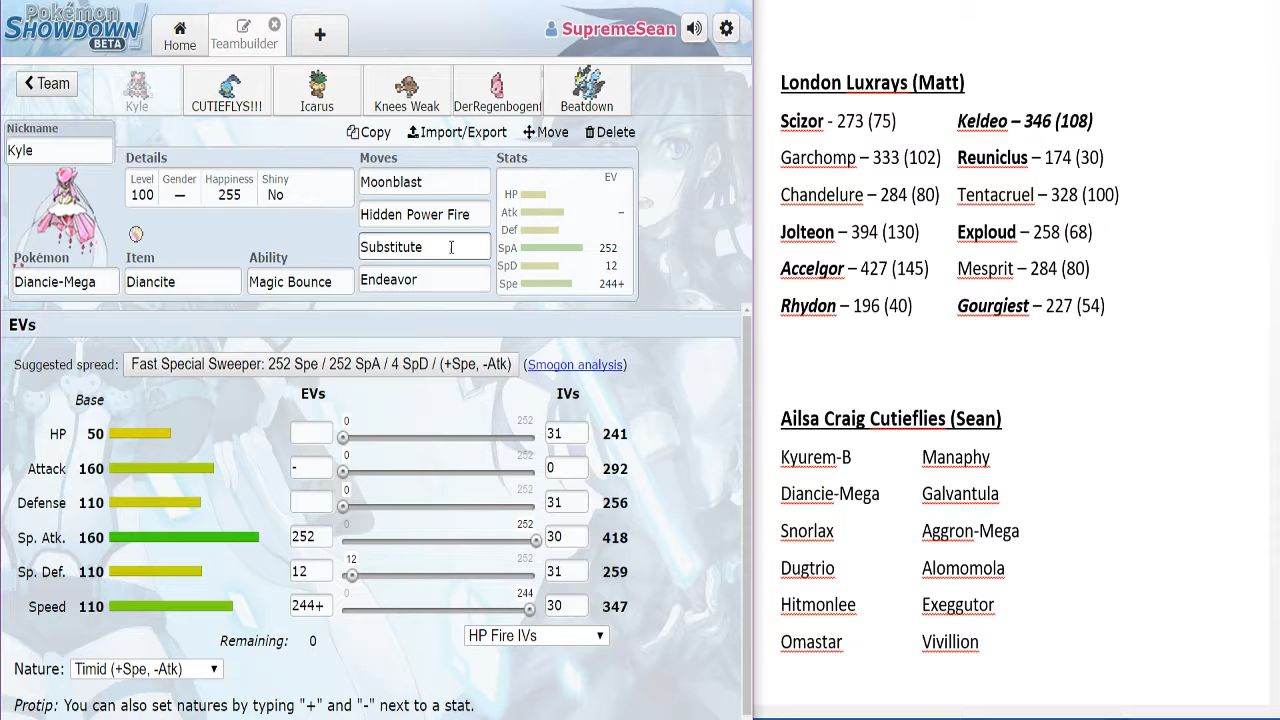 Pokémon
SHOWDOWN
BETA
Home
Teambuilder
+
SupremeSean
Team
Kyle
CUTIEFLYS!!!
Icarus
Knees Weak
DerRegenbogenf
Beatdown
Copy
Import/Export
Move
Delete
Nickname
Kyle
Details
Level
100
Gender
—
Happiness
255
Shiny
No
Pokémon
Diancie-Mega
Item
Diancite
Ability
Magic Bounce
Moves
Moonblast
Hidden Power Fire
Substitute
Endeavor
Stats
EV
HP
Atk –
Def
SpA 252
SpD 12
Spe 244+
EVs
Suggested spread: Fast Special Sweeper: 252 Spe / 252 SpA / 4 SpD / (+Spe, -Atk) (Smogon analysis)
Base EVs IVs
HP 50 0 252 31 241
Attack 160 - 0 252 0 292
Defense 110 0 252 31 256
Sp. Atk. 160 252 0 252 30 418
Sp. Def. 110 12 12 252 31 259
Speed 110 244+ 0 244 30 347
Remaining: 0
HP Fire IVs
Nature: Timid (+Spe, -Atk)
Protip: You can also set natures by typing "+" and "-" next to a stat.
London Luxrays (Matt)
Scizor - 273 (75) Keldeo – 346 (108)
Garchomp – 333 (102) Reuniclus – 174 (30)
Chandelure – 284 (80) Tentacruel – 328 (100)
Jolteon – 394 (130) Exploud – 258 (68)
Accelgor – 427 (145) Mesprit – 284 (80)
Rhydon – 196 (40) Gourgiest – 227 (54)
Ailsa Craig Cutieflies (Sean)
Kyurem-B Manaphy
Diancie-Mega Galvantula
Snorlax Aggron-Mega
Dugtrio Alomomola
Hitmonlee Exeggutor
Omastar Vivillion